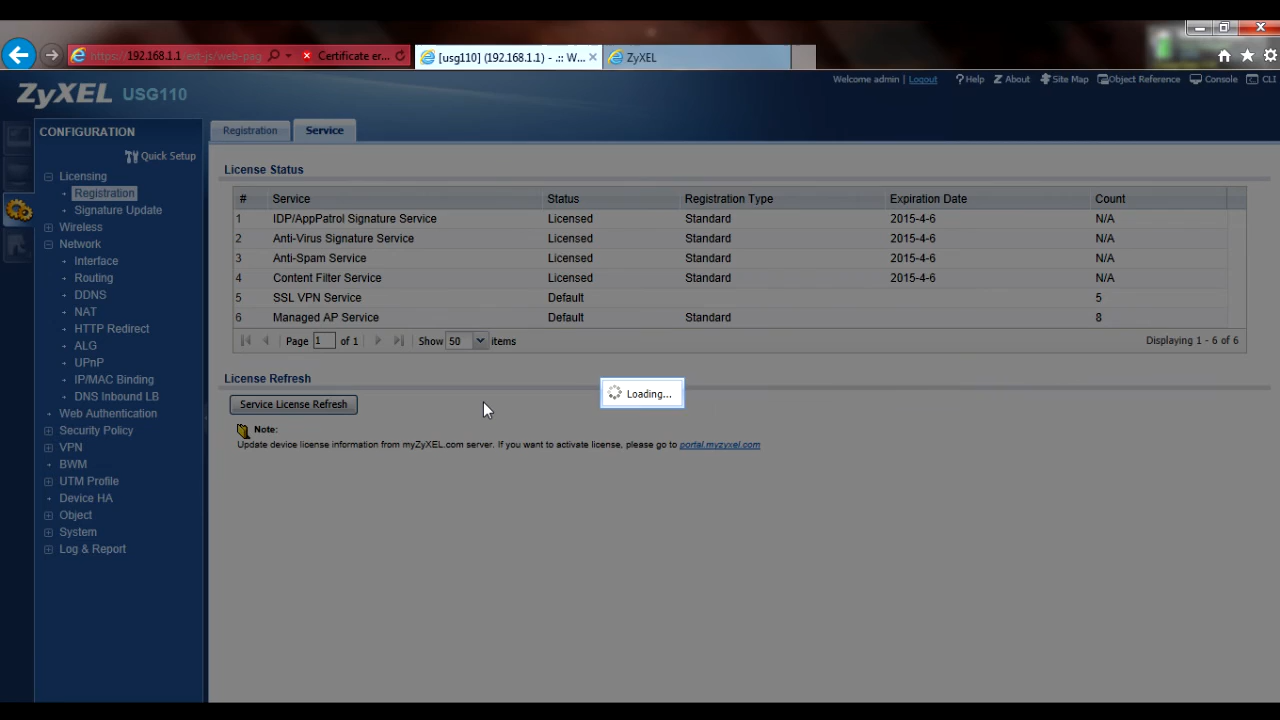 https://192.168.1.1/ext-js/web-pag Certificate er... [usg110] (192.168.1.1) - .:: W... ZyXEL
ZyXEL USG110
Welcome admin | Logout ?Help Z About Site Map Object Reference Console CLI
CONFIGURATION
Quick Setup
Licensing
Registration
Signature Update
Wireless
Network
Interface
Routing
DDNS
NAT
HTTP Redirect
ALG
UPnP
IP/MAC Binding
DNS Inbound LB
Web Authentication
Security Policy
VPN
BWM
UTM Profile
Device HA
Object
System
Log & Report
Registration Service
License Status
# Service Status Registration Type Expiration Date Count
1 IDP/AppPatrol Signature Service Licensed Standard 2015-4-6 N/A
2 Anti-Virus Signature Service Licensed Standard 2015-4-6 N/A
3 Anti-Spam Service Licensed Standard 2015-4-6 N/A
4 Content Filter Service Licensed Standard 2015-4-6 N/A
5 SSL VPN Service Default 5
6 Managed AP Service Default Standard 8
Page 1 of 1 Show 50 items Displaying 1 - 6 of 6
License Refresh
Loading...
Service License Refresh
Note:
Update device license information from myZyXEL.com server. If you want to activate license, please go to portal.myzyxel.com